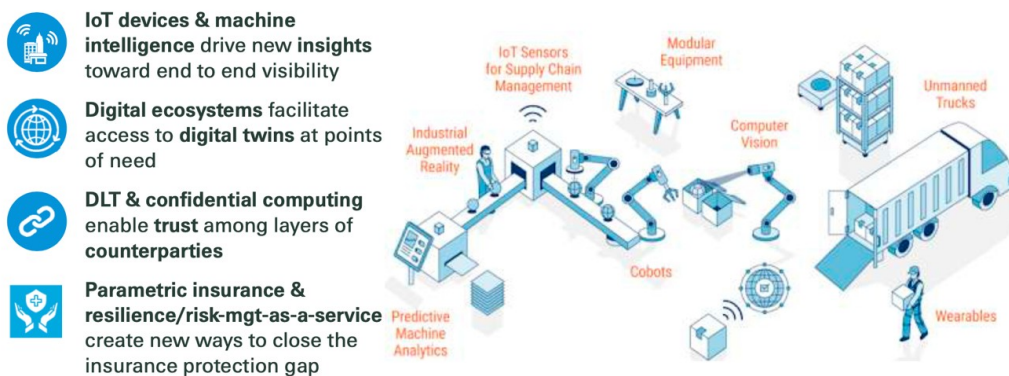 IoT devices & machine
intelligence drive new insights
toward end to end visibility
Digital ecosystems facilitate
access to digital twins at points
of need
DLT & confidential computing
enable trust among layers of
counterparties
Parametric insurance &
resilience/risk-mgt-as-a-service
create new ways to close the
insurance protection gap
IoT Sensors
for Supply Chain
Management
Modular
Equipment
Unmanned
Trucks
Industrial
Augmented
Reality
Computer
Vision
Cobots
Predictive
Machine
Analytics
Wearables